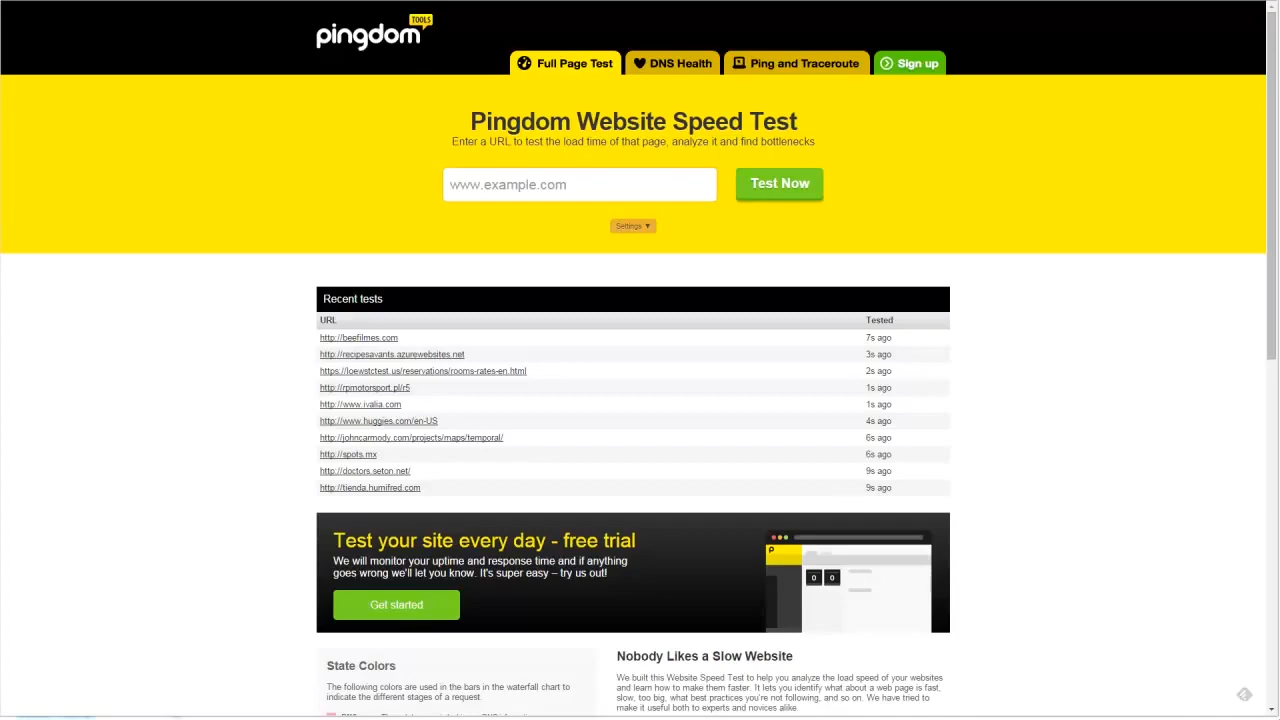 pingdom TOOLS
Full Page Test
DNS Health
Ping and Traceroute
Sign up
Pingdom Website Speed Test
Enter a URL to test the load time of that page, analyze it and find bottlenecks
www.example.com
Test Now
Settings ▼
Recent tests
URL Tested
http://beefilmes.com 7s ago
http://recipesavants.azurewebsites.net 3s ago
https://loewstctest.us/reservations/rooms-rates-en.html 2s ago
http://rpmotorsport.pl/r5 1s ago
http://www.ivalia.com 1s ago
http://www.huggies.com/en-US 4s ago
http://johncarmody.com/projects/maps/temporal/ 6s ago
http://spots.mx 6s ago
http://doctors.seton.net/ 9s ago
http://tienda.humifred.com 9s ago
Test your site every day - free trial
We will monitor your uptime and response time and if anything
goes wrong we'll let you know. It's super easy – try us out!
Get started
0 0
State Colors
The following colors are used in the bars in the waterfall chart to
indicate the different stages of a request.
Nobody Likes a Slow Website
We built this Website Speed Test to help you analyze the load speed of your websites
and learn how to make them faster. It lets you identify what about a web page is fast,
slow, too big, what best practices you're not following, and so on. We have tried to
make it useful both to experts and novices alike.